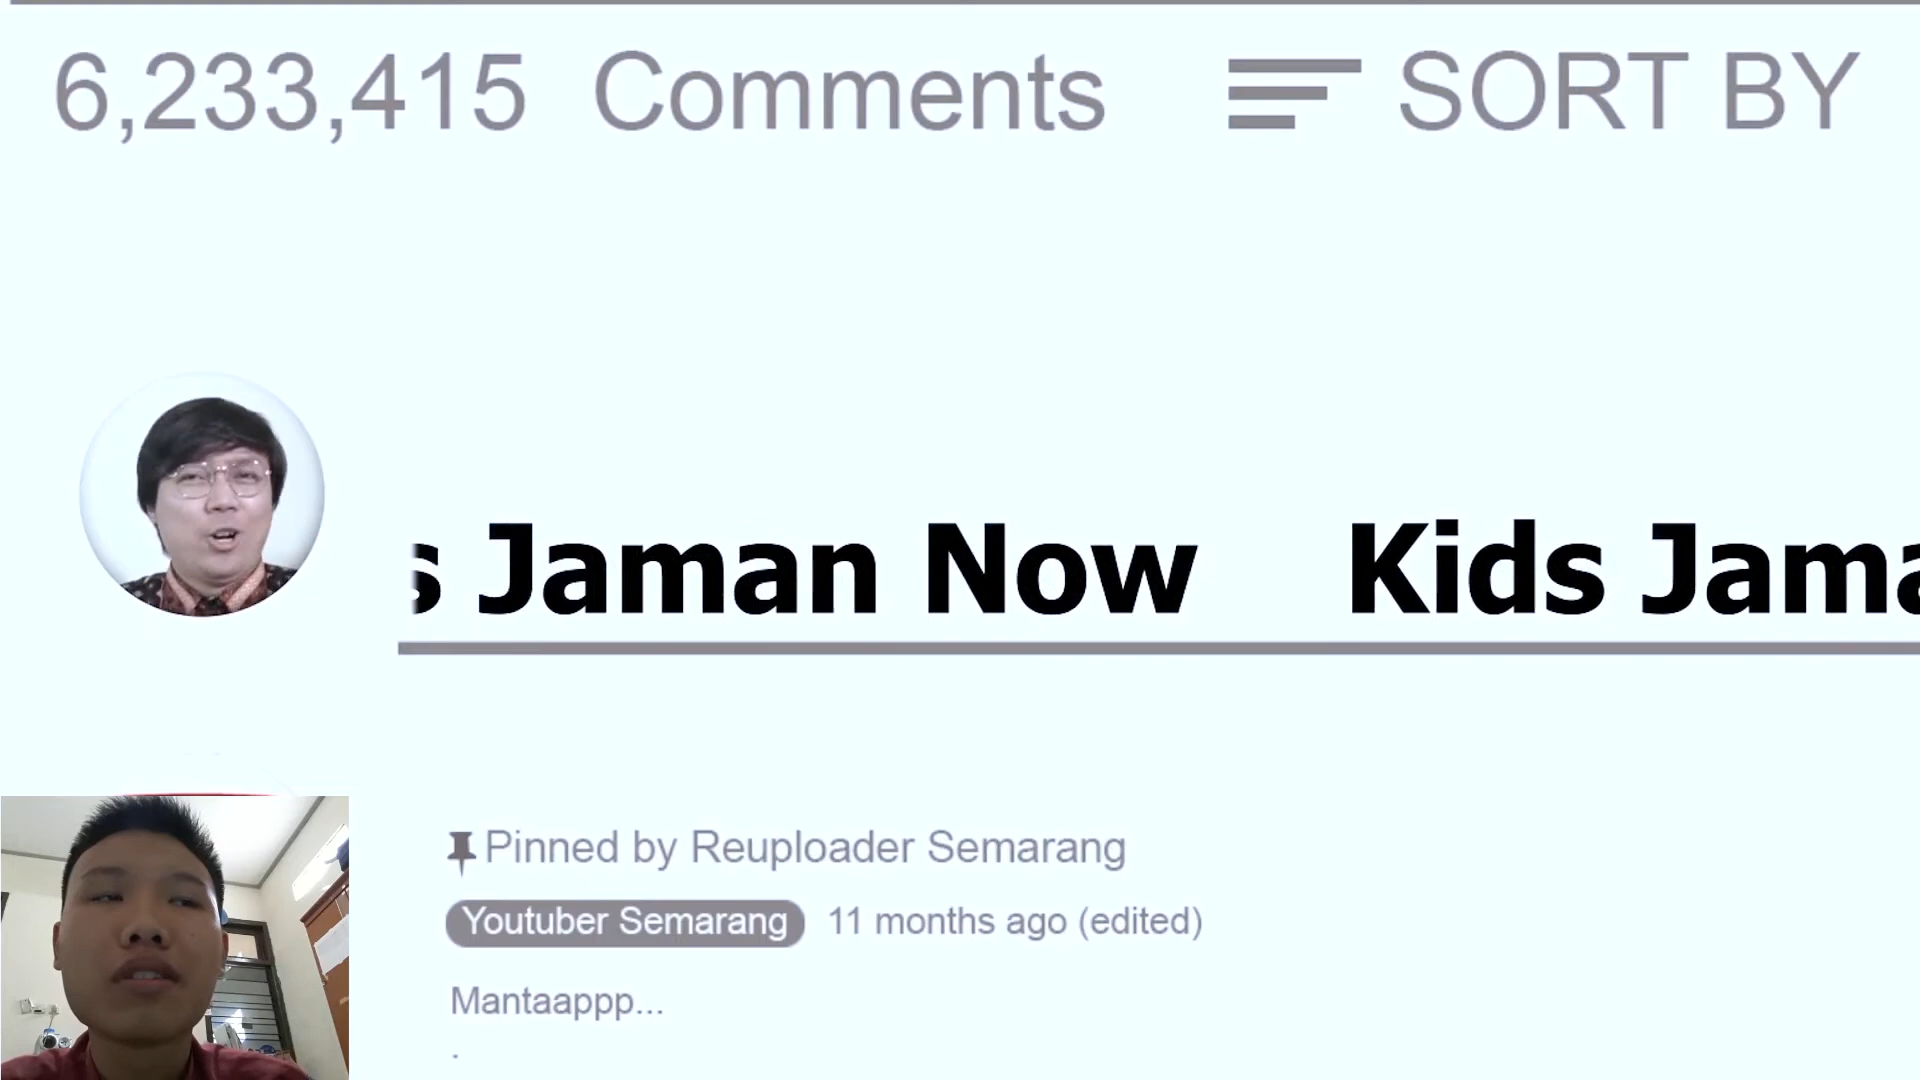 6,233,415 Comments SORT BY
s Jaman Now Kids Jama
Pinned by Reuploader Semarang
Youtuber Semarang 11 months ago (edited)
Mantaappp...
.